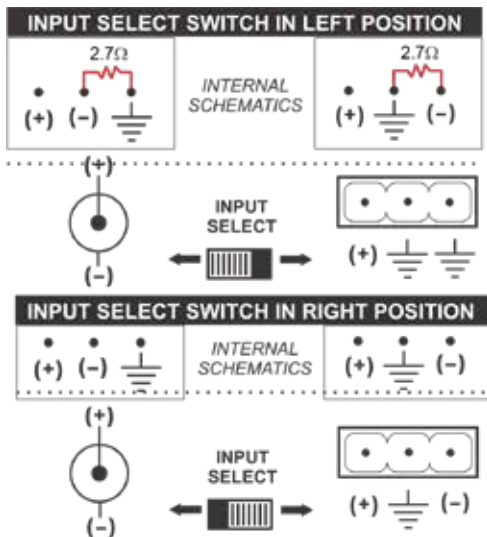 INPUT SELECT SWITCH IN LEFT POSITION
2.7Ω
2.7Ω
INTERNAL
SCHEMATICS
(+) (−)
(+) (−)
(+)
INPUT
SELECT
(−)
(+)
INPUT SELECT SWITCH IN RIGHT POSITION
INTERNAL
SCHEMATICS
(+) (−)
(+) (−)
(+)
INPUT
SELECT
(−)
(+) (−)